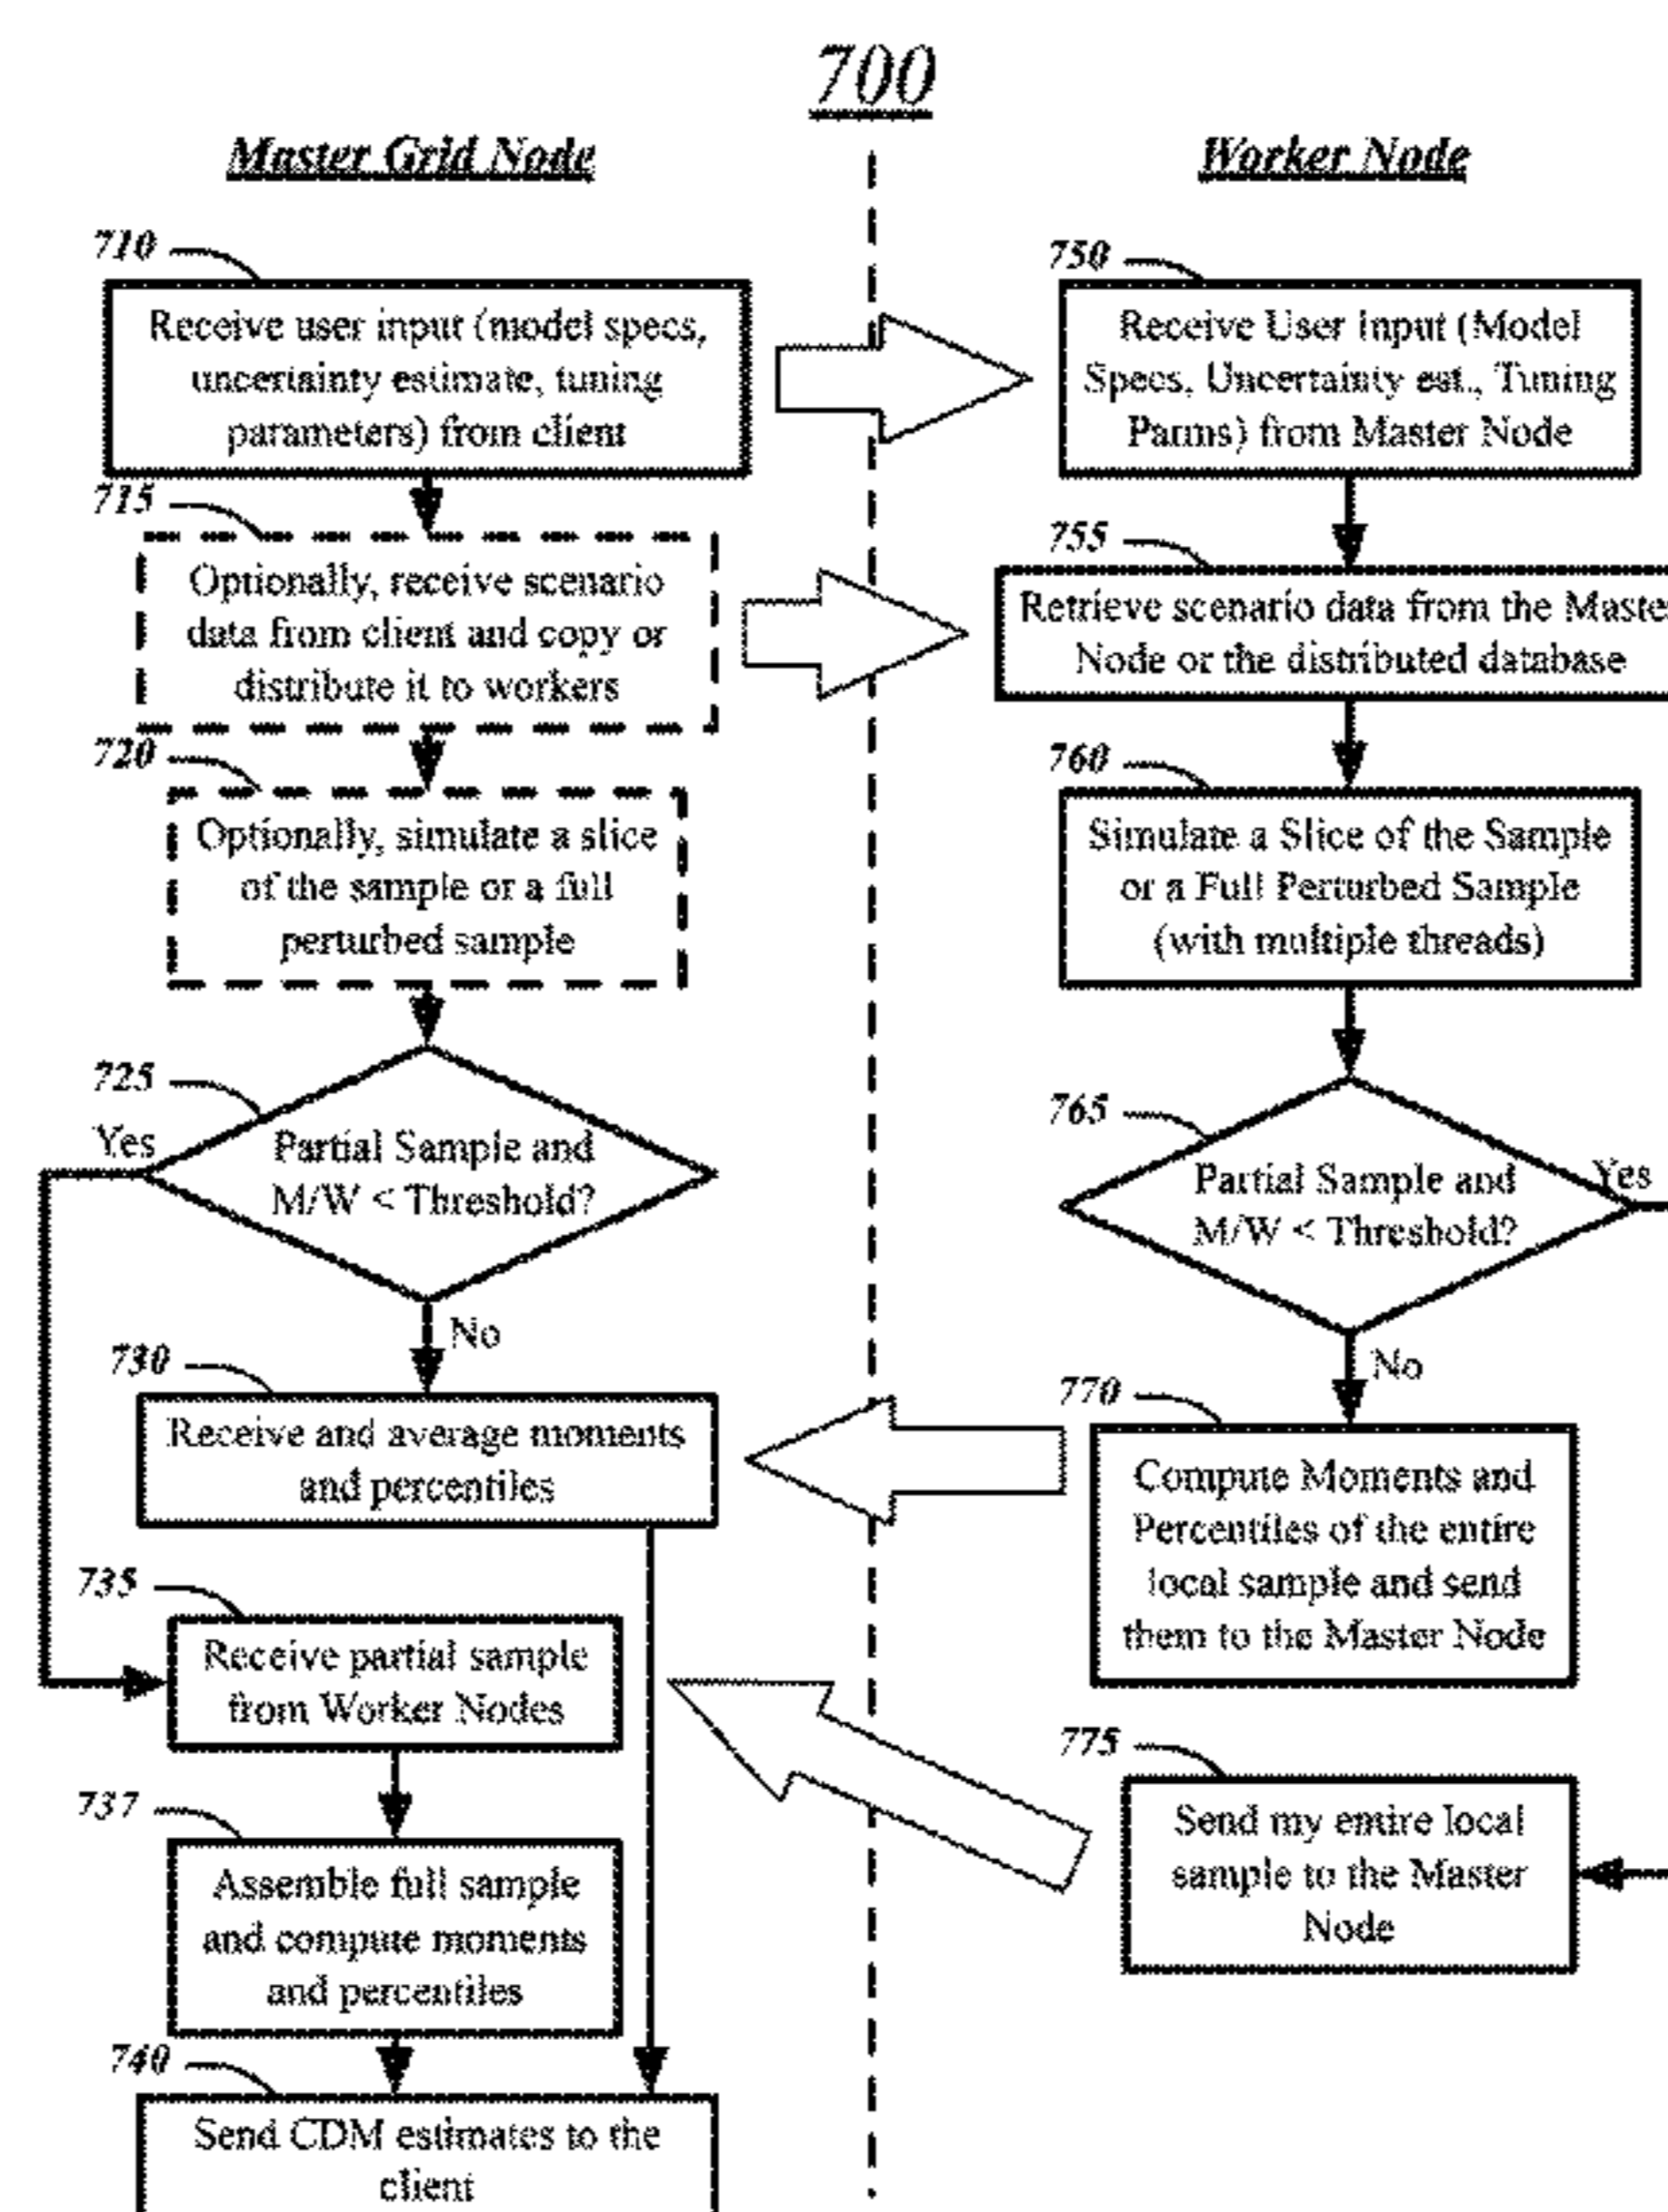 700
Master Grid Node
Worker Node
710
Receive user input (model specs,
uncertainty estimate, tuning
parameters) from client
715
Optionally, receive scenario
data from client and copy or
distribute it to workers
720
Optionally, simulate a slice
of the sample or a full
perturbed sample
725
Yes
Partial Sample and
M/W < Threshold?
No
730
Receive and average moments
and percentiles
735
Receive partial sample
from Worker Nodes
737
Assemble full sample
and compute moments
and percentiles
740
Send CDM estimates to the
client
750
Receive User Input (Model
Specs, Uncertainty est., Tuning
Parms) from Master Node
755
Retrieve scenario data from the Maste
Node or the distributed database
760
Simulate a Slice of the Sample
or a Full Perturbed Sample
(with multiple threads)
765
Yes
Partial Sample and
M/W < Threshold?
No
770
Compute Moments and
Percentiles of the entire
local sample and send
them to the Master Node
775
Send my entire local
sample to the Master
Node